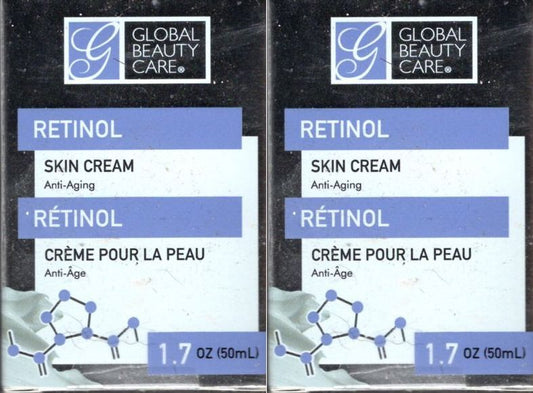 G GLOBAL
BEAUTY
CARE®
RETINOL
SKIN CREAM
Anti-Aging
RÉTINOL
CRÈME POUR LA PEAU
Anti-Âge
1.7 OZ (50mL)
G GLOBAL
BEAUTY
CARE®
RETINOL
SKIN CREAM
Anti-Aging
RÉTINOL
CRÈME POUR LA PEAU
Anti-Âge
1.7 OZ (50mL)